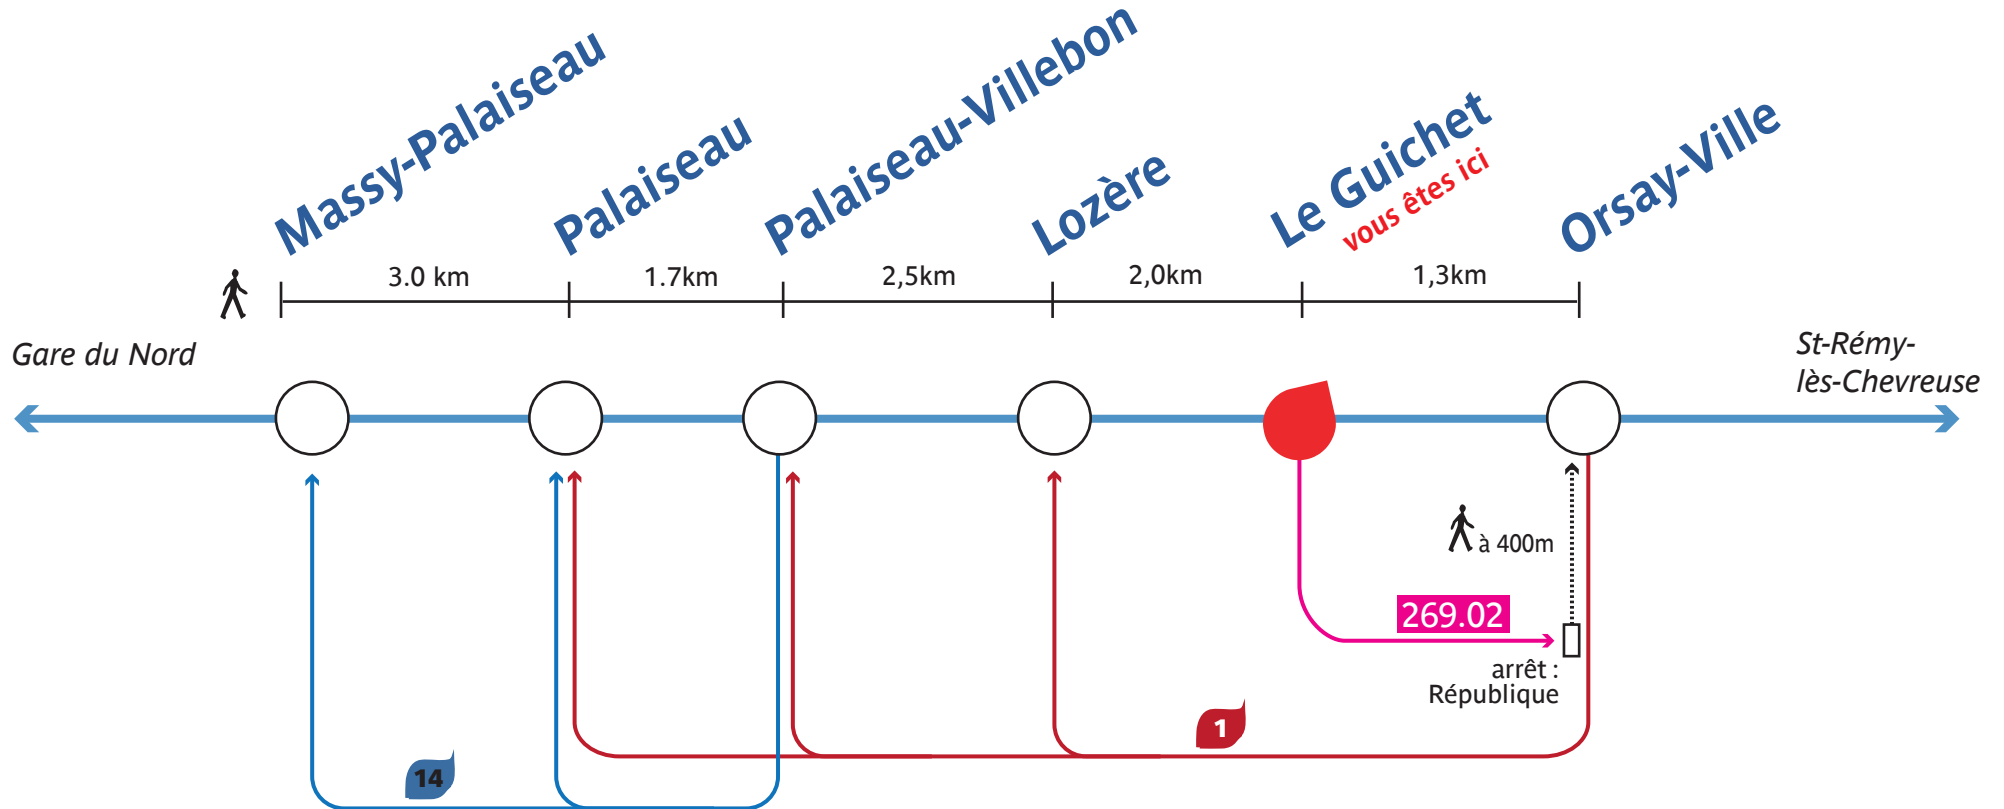 Massy-Palaiseau
Palaiseau
Palaiseau-Villebon
Lozère
Le Guichet
vous êtes ici
Orsay-Ville
3.0 km
1.7km
2,5km
2,0km
1,3km
Gare du Nord
St-Rémy-
lès-Chevreuse
à 400m
269.02
arrêt :
République
1
14